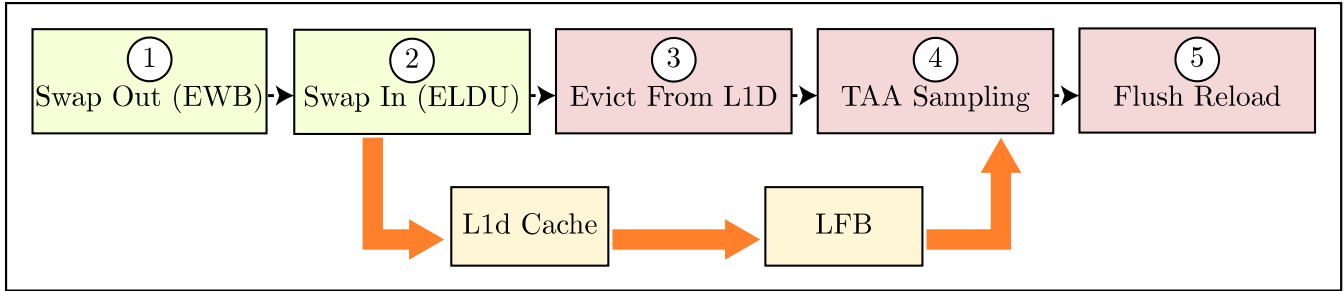 1
Swap Out (EWB)
2
Swap In (ELDU)
3
Evict From L1D
4
TAA Sampling
5
Flush Reload
L1d Cache
LFB